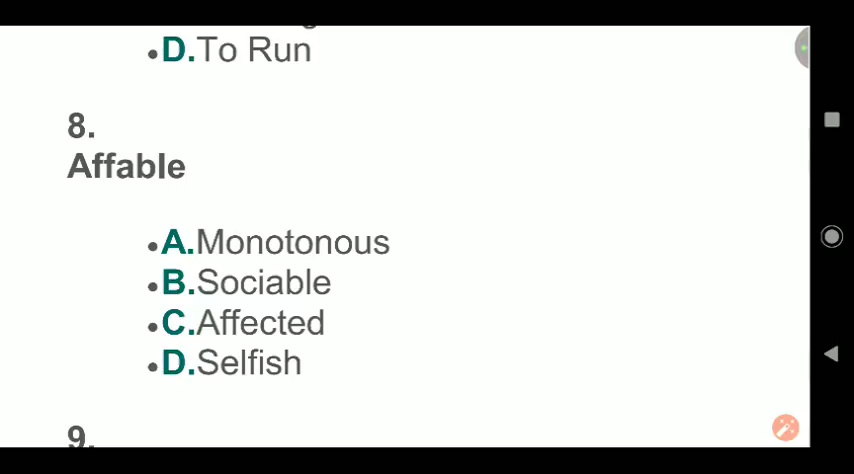 D. To Run
8.
Affable
A. Monotonous
B. Sociable
C. Affected
D. Selfish
9.